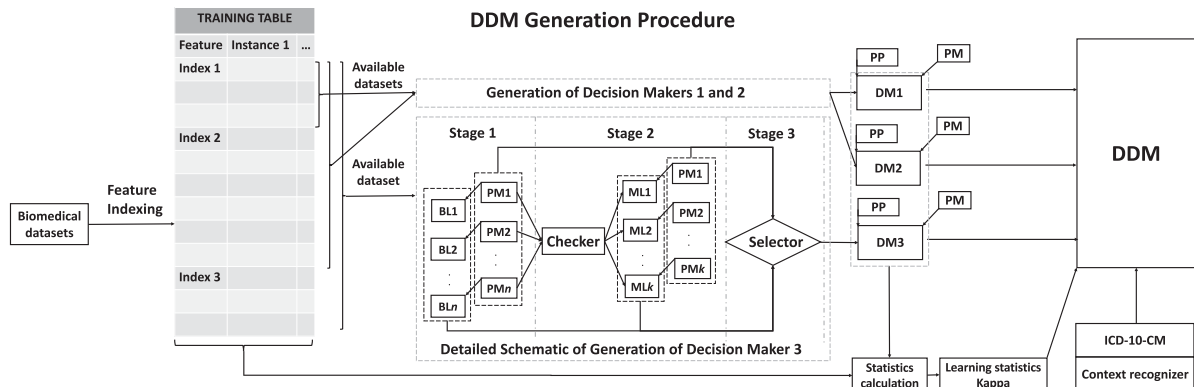 DDM Generation Procedure
TRAINING TABLE
Feature Instance 1 ...
Index 1
Index 2
Index 3
Biomedical
datasets
Feature
Indexing
Available
datasets
Available
dataset
Generation of Decision Makers 1 and 2
Stage 1 Stage 2 Stage 3
BL1
BL2
.
.
BLn
PM1
PM2
.
.
PMn
Checker
ML1
ML2
.
.
MLk
PM1
PM2
.
.
PMk
Selector
Detailed Schematic of Generation of Decision Maker 3
PP PM
DM1
PP PM
DM2
PP PM
DM3
DDM
Statistics
calculation
Learning statistics
Kappa
ICD-10-CM
Context recognizer